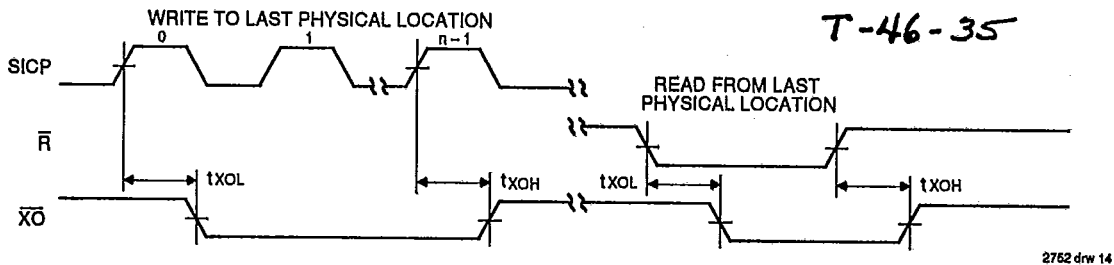 WRITE TO LAST PHYSICAL LOCATION
T-46-35
0
1
n-1
SICP
READ FROM LAST
PHYSICAL LOCATION
R̅
tXOL
tXOH
tXOL
tXOH
X̅O̅
2752 drw 14